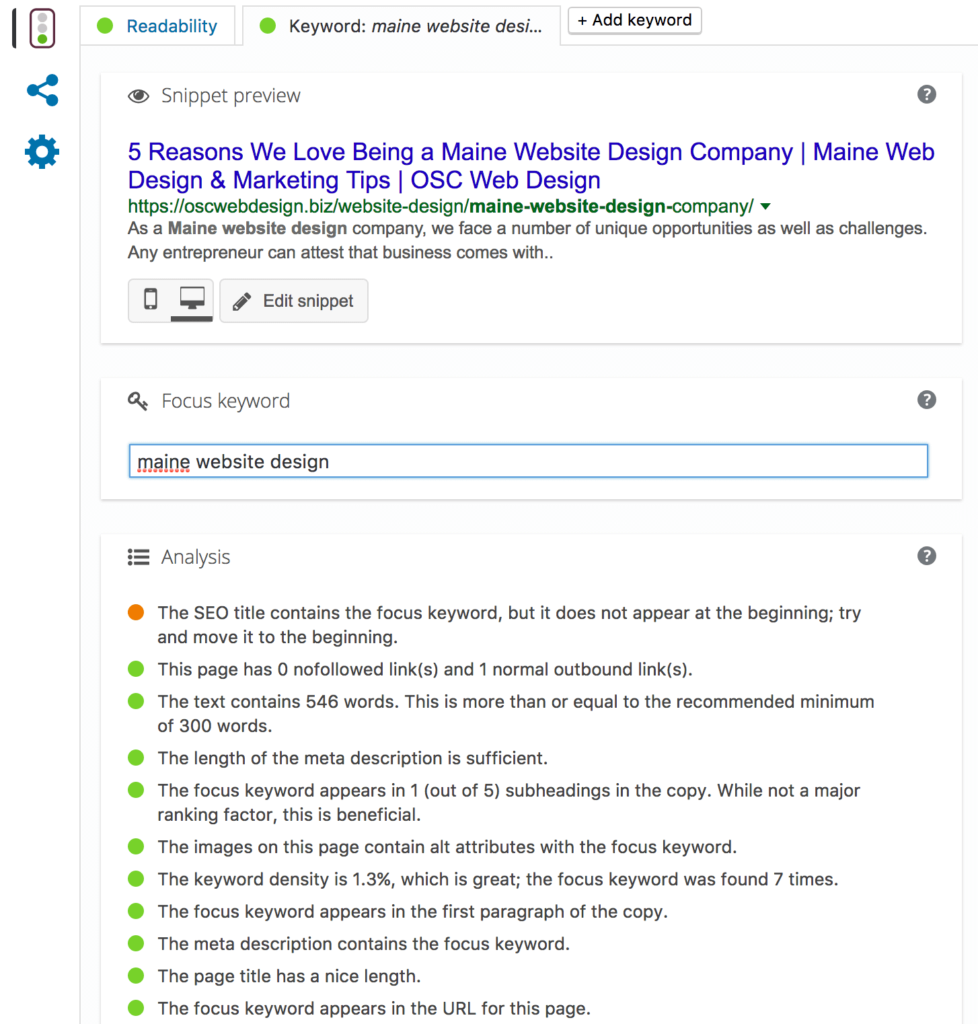 Readability
Keyword: maine website desi...
+ Add keyword
Snippet preview
?
5 Reasons We Love Being a Maine Website Design Company | Maine Web
Design & Marketing Tips | OSC Web Design
https://oscwebdesign.biz/website-design/maine-website-design-company/
As a Maine website design company, we face a number of unique opportunities as well as challenges.
Any entrepreneur can attest that business comes with..
Edit snippet
Focus keyword
?
maine website design
Analysis
?
The SEO title contains the focus keyword, but it does not appear at the beginning; try
and move it to the beginning.
This page has 0 nofollowed link(s) and 1 normal outbound link(s).
The text contains 546 words. This is more than or equal to the recommended minimum
of 300 words.
The length of the meta description is sufficient.
The focus keyword appears in 1 (out of 5) subheadings in the copy. While not a major
ranking factor, this is beneficial.
The images on this page contain alt attributes with the focus keyword.
The keyword density is 1.3%, which is great; the focus keyword was found 7 times.
The focus keyword appears in the first paragraph of the copy.
The meta description contains the focus keyword.
The page title has a nice length.
The focus keyword appears in the URL for this page.